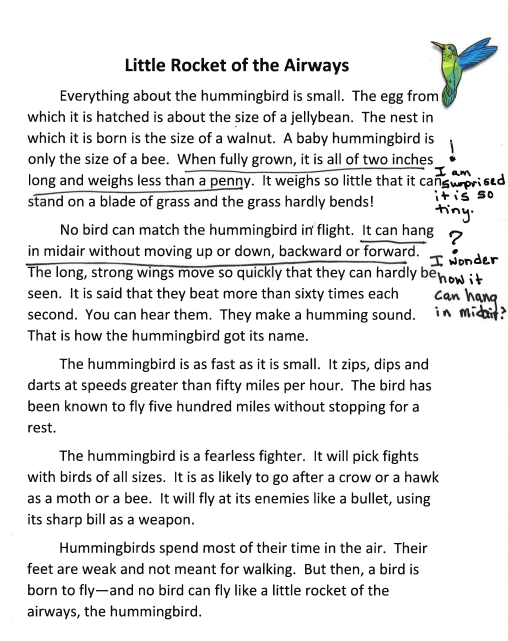 Little Rocket of the Airways
Everything about the hummingbird is small. The egg from
which it is hatched is about the size of a jellybean. The nest in
which it is born is the size of a walnut. A baby hummingbird is
only the size of a bee. When fully grown, it is all of two inches
long and weighs less than a penny. It weighs so little that it can
stand on a blade of grass and the grass hardly bends!
!
I am
surprised
it is so
tiny.
No bird can match the hummingbird in flight. It can hang
in midair without moving up or down, backward or forward.
The long, strong wings move so quickly that they can hardly be
seen. It is said that they beat more than sixty times each
second. You can hear them. They make a humming sound.
That is how the hummingbird got its name.
?
I wonder
how it
can hang
in midair?
The hummingbird is as fast as it is small. It zips, dips and
darts at speeds greater than fifty miles per hour. The bird has
been known to fly five hundred miles without stopping for a
rest.
The hummingbird is a fearless fighter. It will pick fights
with birds of all sizes. It is as likely to go after a crow or a hawk
as a moth or a bee. It will fly at its enemies like a bullet, using
its sharp bill as a weapon.
Hummingbirds spend most of their time in the air. Their
feet are weak and not meant for walking. But then, a bird is
born to fly—and no bird can fly like a little rocket of the
airways, the hummingbird.